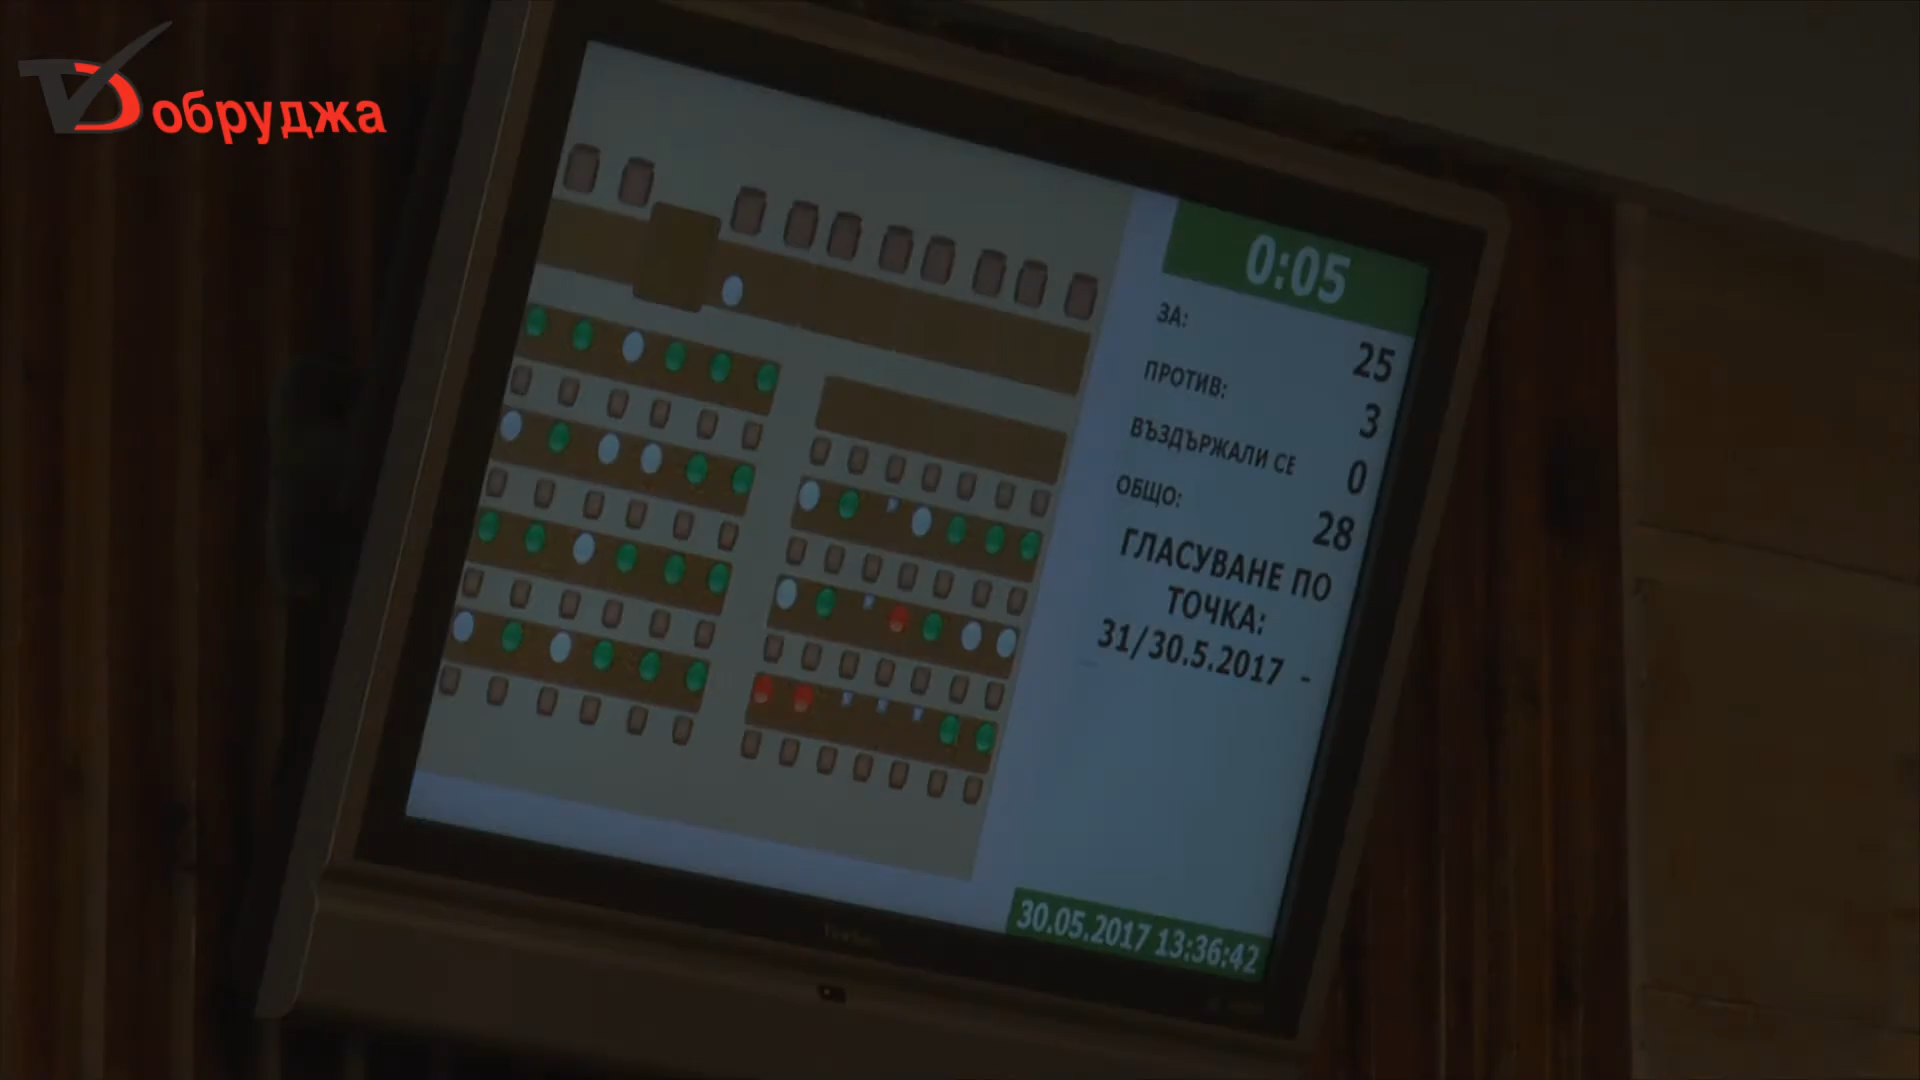 Добруджа
0:05
ЗА:
25
ПРОТИВ:
3
ВЪЗДЪРЖАЛИ СЕ
0
ОБЩО:
28
ГЛАСУВАНЕ ПО
ТОЧКА:
31/30.5.2017 -
30.05.2017 13:36:42